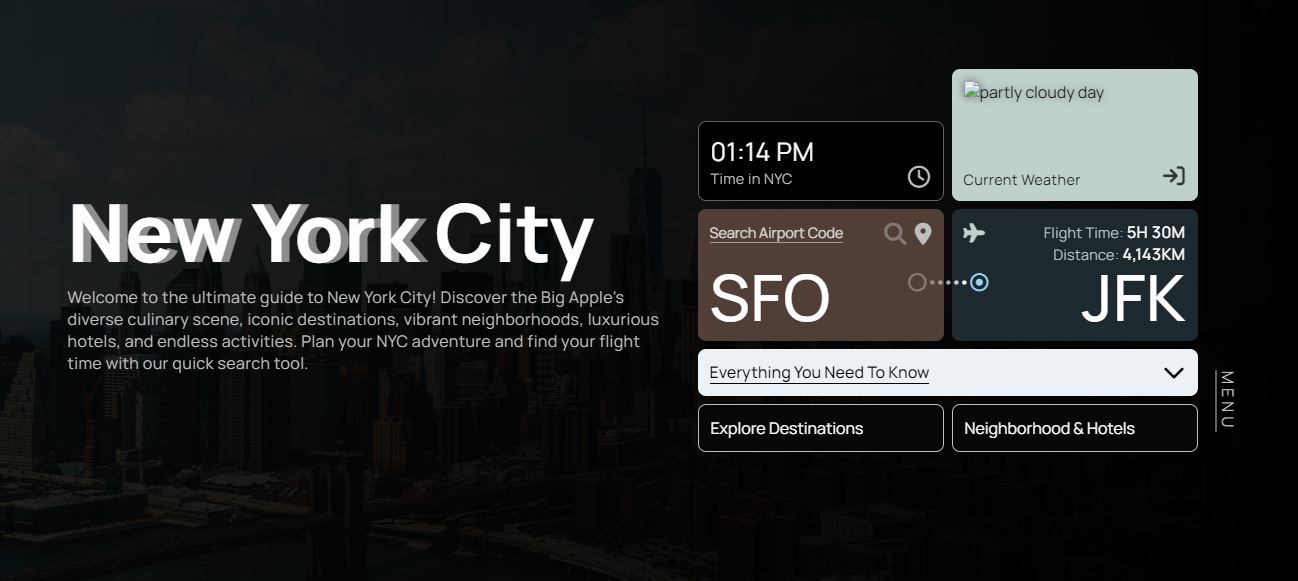 New York City
Welcome to the ultimate guide to New York City! Discover the Big Apple's
diverse culinary scene, iconic destinations, vibrant neighborhoods, luxurious
hotels, and endless activities. Plan your NYC adventure and find your flight
time with our quick search tool.
01:14 PM
Time in NYC
partly cloudy day
Current Weather
Search Airport Code
SFO
Flight Time: 5H 30M
Distance: 4,143KM
JFK
Everything You Need To Know
Explore Destinations
Neighborhood & Hotels
MENU